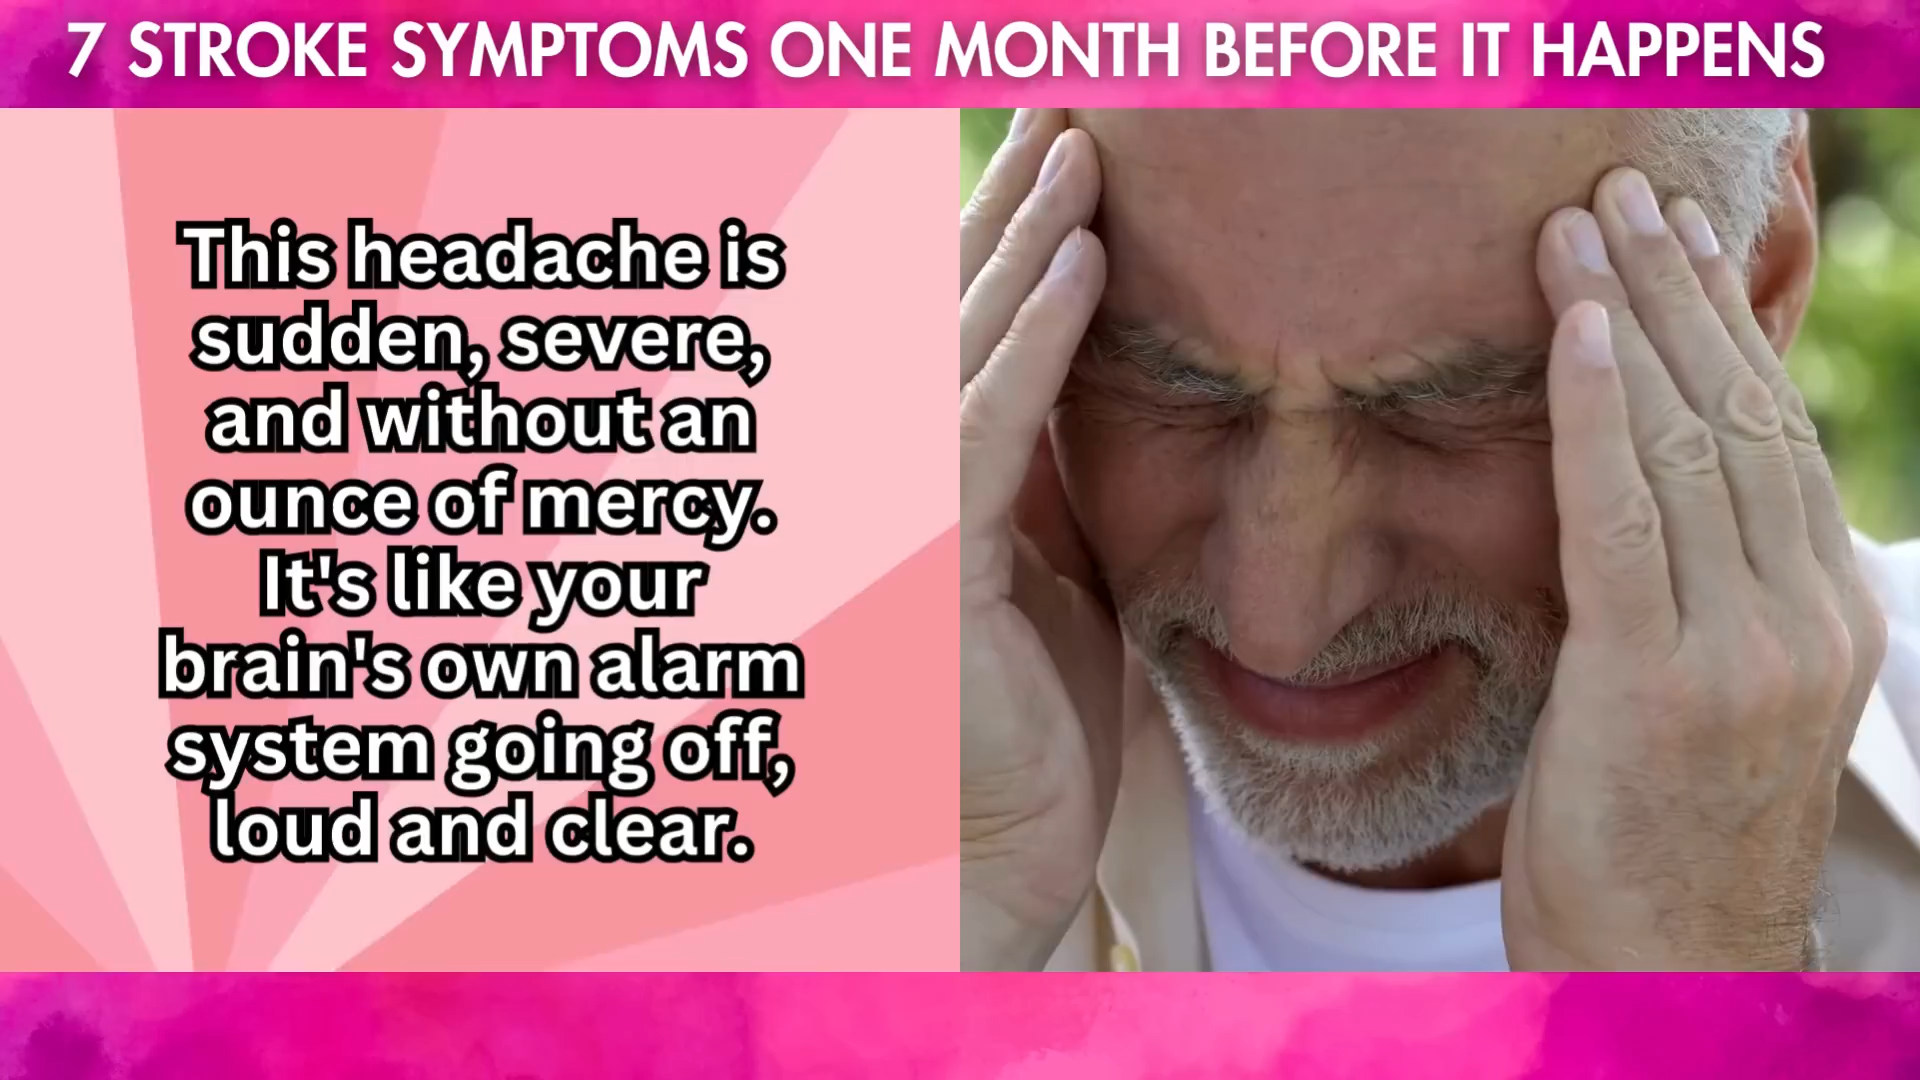 7 STROKE SYMPTOMS ONE MONTH BEFORE IT HAPPENS
This headache is
sudden, severe,
and without an
ounce of mercy.
It's like your
brain's own alarm
system going off,
loud and clear.